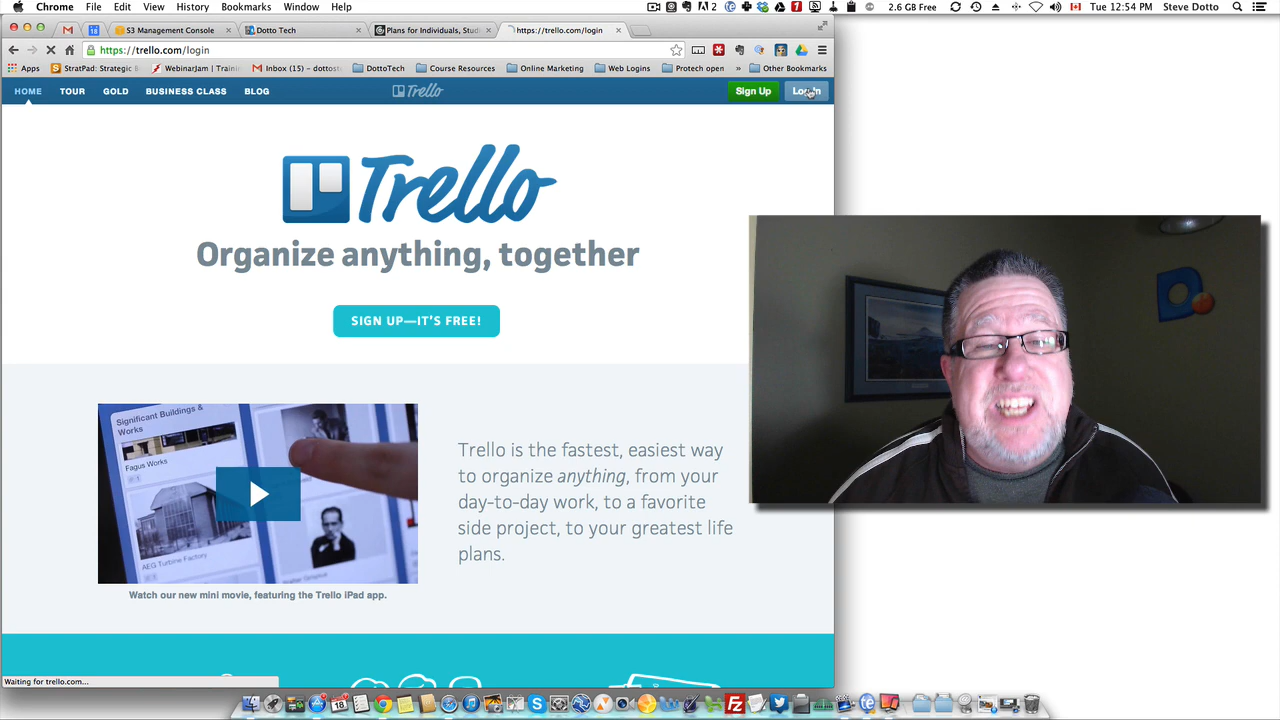 Chrome File Edit View History Bookmarks Window Help
2 2.6 GB Free Tue 12:54 PM Steve Dotto
18 S3 Management Console Dotto Tech Plans for Individuals, Stud https://trello.com/login
https://trello.com/login
Apps StratPad: Strategic B WebinarJam | Traini Inbox (15) - dottos DottoTech Course Resources Online Marketing Web Logins Protech open » Other Bookmarks
HOME TOUR GOLD BUSINESS CLASS BLOG Trello Sign Up
Trello
Organize anything, together
SIGN UP—IT'S FREE!
Significant Buildings &
Works
Fagus Works
AEG Turbine Factory
Trello is the fastest, easiest way
to organize anything, from your
day-to-day work, to a favorite
side project, to your greatest life
plans.
Watch our new mini movie, featuring the Trello iPad app.
Waiting for trello.com...
18